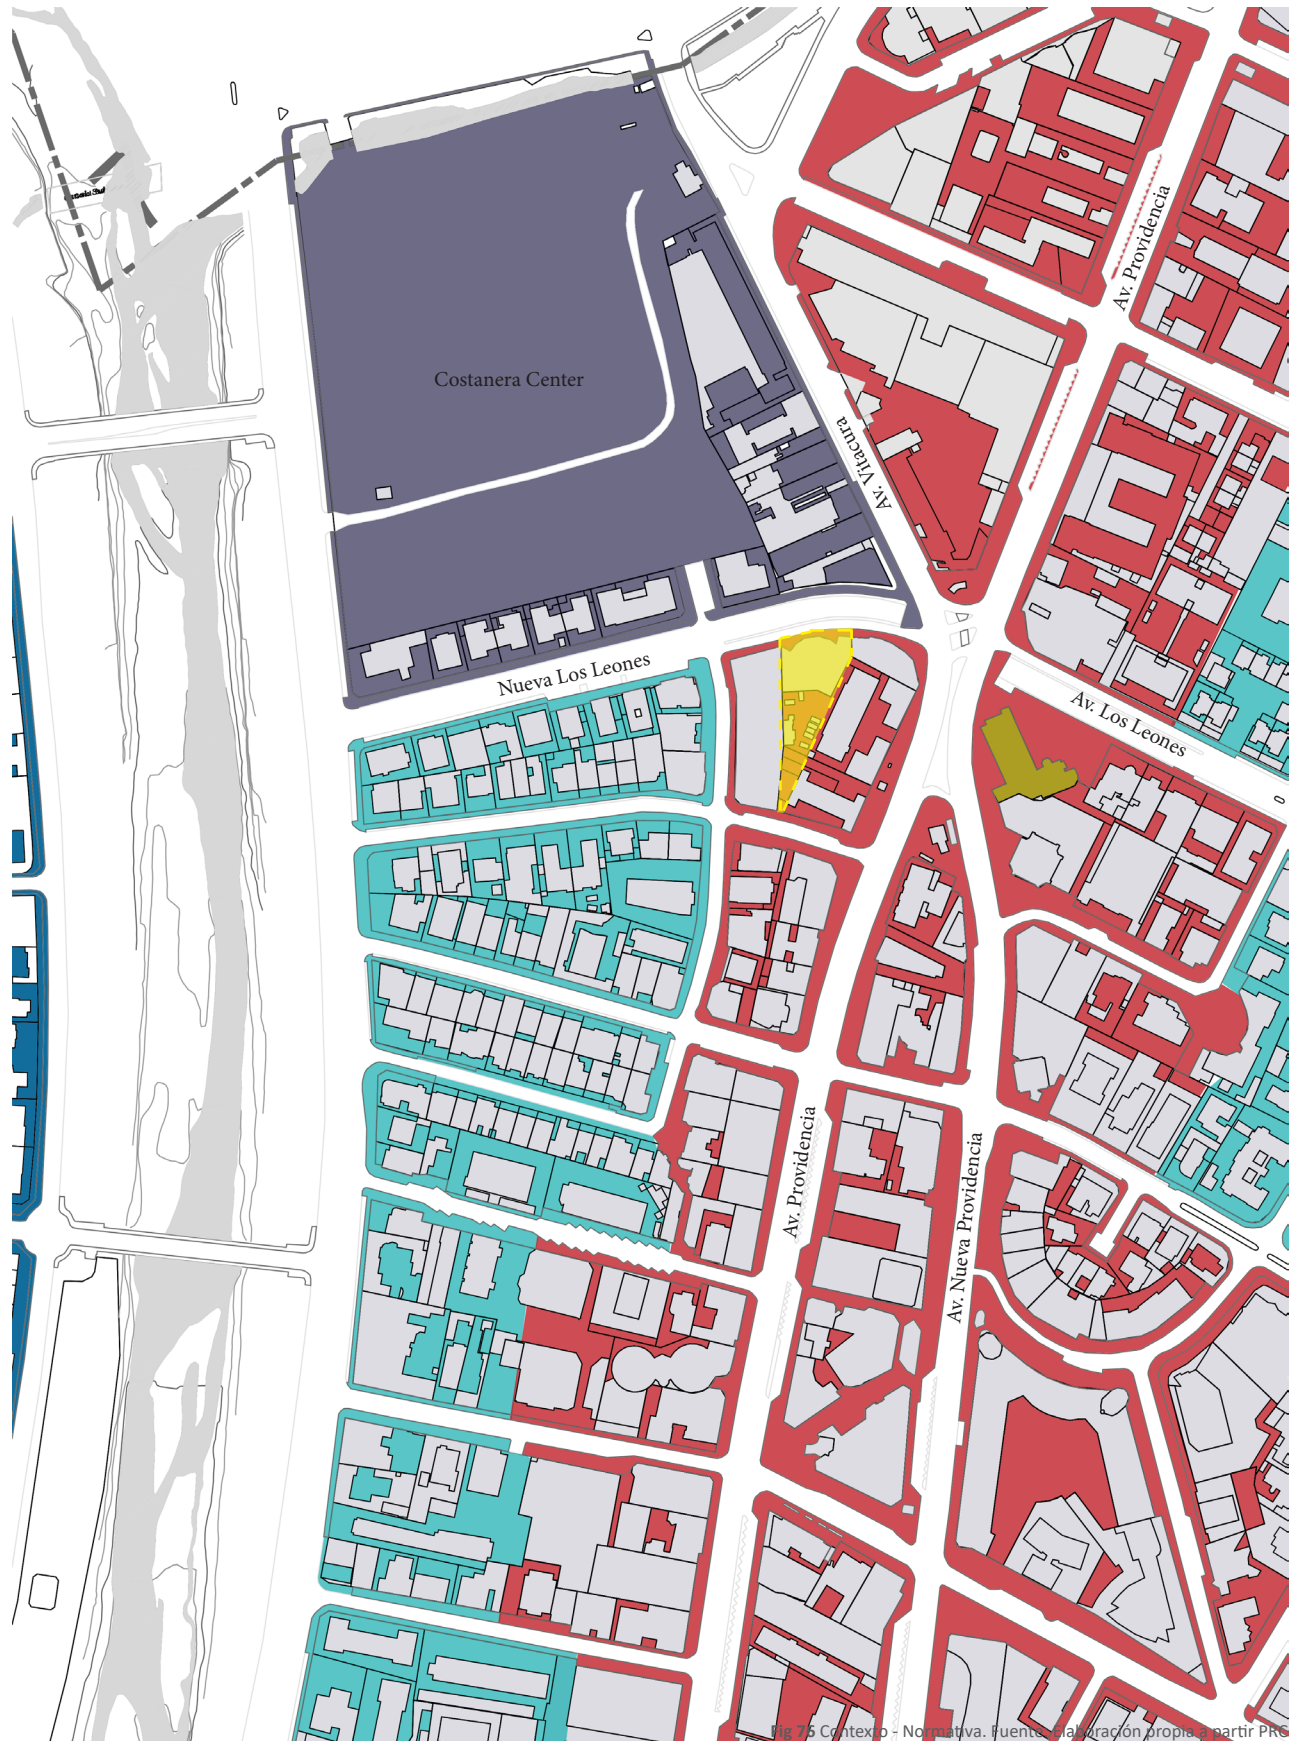 Av. Providencia
Costanera Center
Av. Vitacura
Nueva Los Leones
Av. Los Leones
Av. Providencia
Av. Nueva Providencia
Fig 75 Contexto - Normativa. Fuente: Elaboración propia a partir PRC